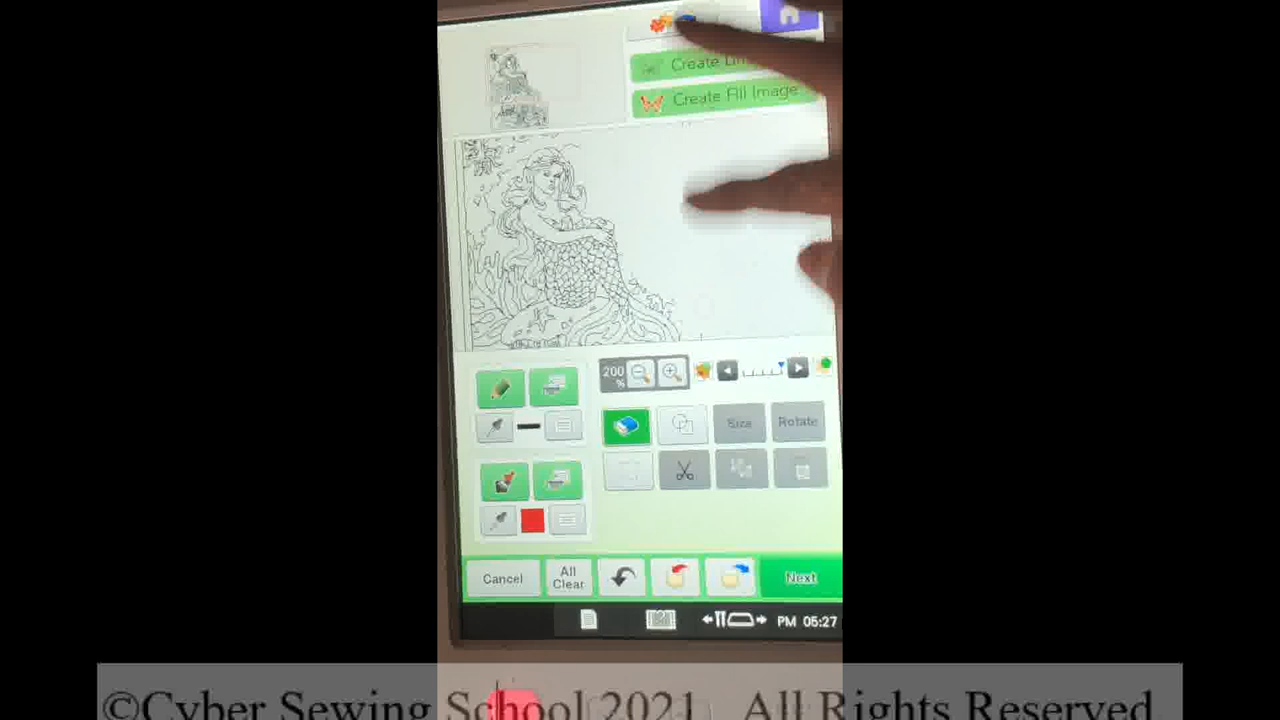 Create
Create Fill Image
200
%
Size
Rotate
Cancel
All
Clear
Next
PM 05:27
©Cyber Sewing School 2021 All Rights Reserved